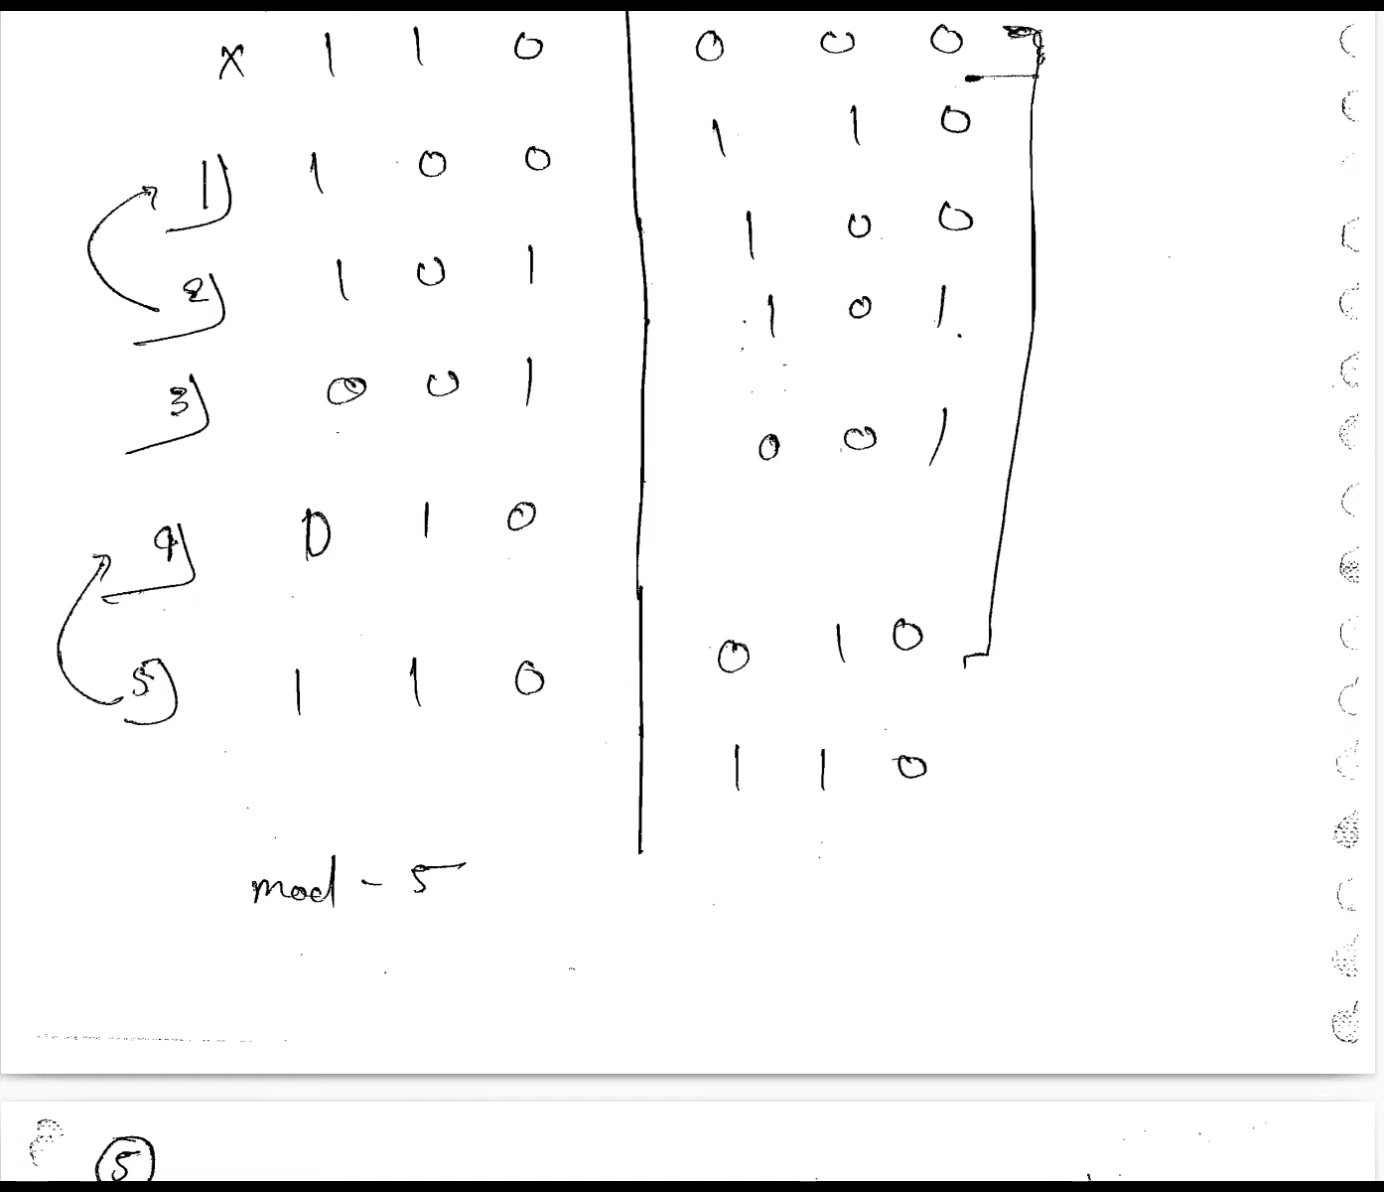 x 1 1 0 0 0 0
1 1 0
1) 1 0 0
1 0 0
2) 1 0 1
1 0 1
3) 0 0 1
0 0 1
4) 0 1 0
0 1 0
5) 1 1 0
1 1 0
mod - 5
5